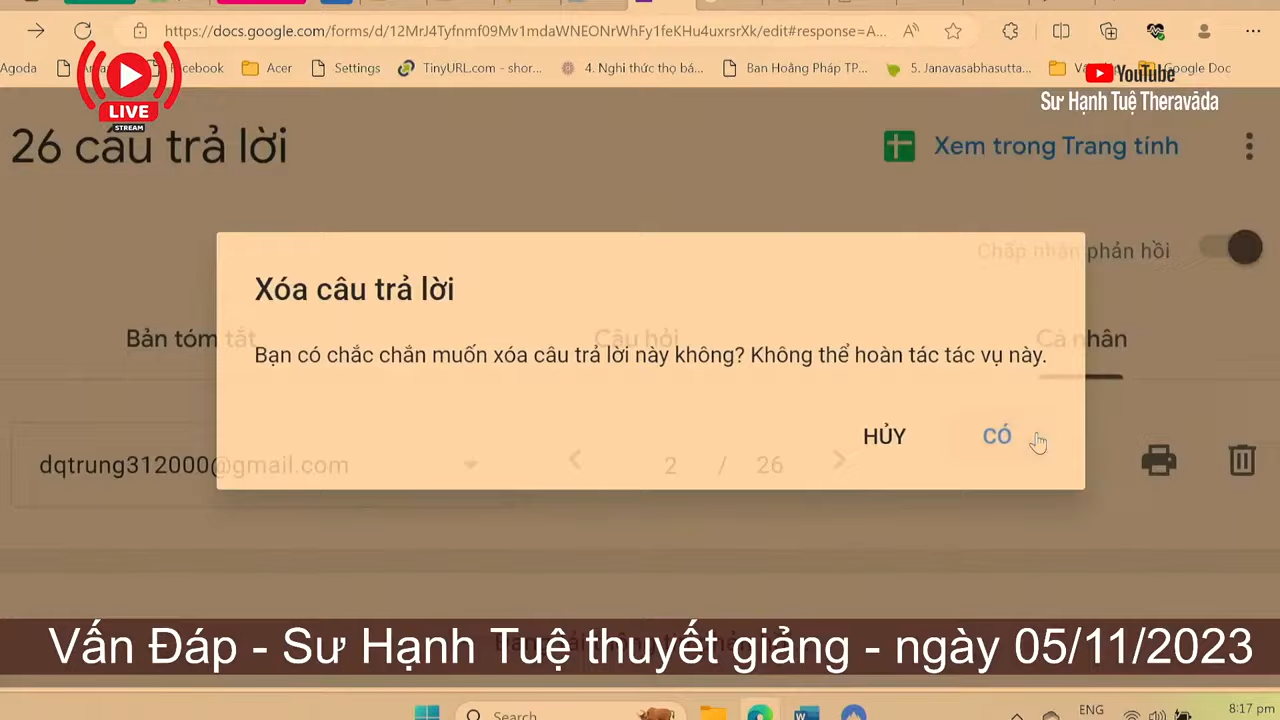 https://docs.google.com/forms/d/12MrJ4Tyfnmf09Mv1mdaWNEONrWhFy1feKHu4uxrsrXk/edit#response=A...
Agoda
Facebook
Acer
Settings
TinyURL.com - shor...
4. Nghi thức thọ bá...
Ban Hoằng Pháp TP...
5. Janavasabhasutta...
Google Doc
LIVE
STREAM
YouTube
Sư Hạnh Tuệ Theravāda
26 câu trả lời
Xem trong Trang tính
Chấp nhận phản hồi
Xóa câu trả lời
Bản tóm tắt
Câu hỏi
Cá nhân
Bạn có chắc chắn muốn xóa câu trả lời này không? Không thể hoàn tác tác vụ này.
HỦY
CÓ
dqtrung312000@gmail.com
2 / 26
Vấn Đáp - Sư Hạnh Tuệ thuyết giảng - ngày 05/11/2023
Search
ENG
8:17 pm